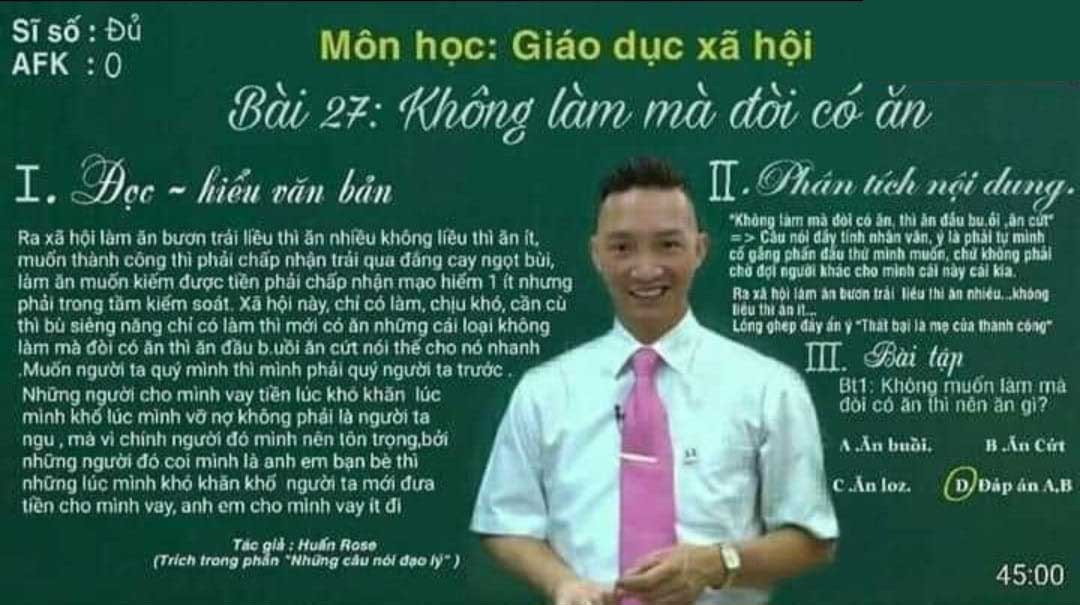 Sĩ số : Đủ
AFK : 0
Môn học: Giáo dục xã hội
Bài 27: Không làm mà đòi có ăn
I. Đọc ~ hiểu văn bản
Ra xã hội làm ăn bươn trải liều thì ăn nhiều không liều thì ăn ít,
muốn thành công thì phải chấp nhận trải qua đắng cay ngọt bùi,
làm ăn muốn kiếm được tiền phải chấp nhận mạo hiểm 1 ít nhưng
phải trong tầm kiểm soát. Xã hội này, chỉ có làm, chịu khó, cần cù
thì bù siêng năng chỉ có làm thì mới có ăn những cái loại không
làm mà đòi có ăn thì ăn đầu b.uồi ăn cứt nói thế cho nó nhanh
.Muốn người ta quý mình thì mình phải quý người ta trước .
Những người cho mình vay tiền lúc khó khăn lúc
mình khổ lúc mình vỡ nợ không phải là người ta
ngu , mà vì chính người đó mình nên tôn trọng,bởi
những người đó coi mình là anh em bạn bè thì
những lúc mình khó khăn khổ người ta mới đưa
tiền cho mình vay, anh em cho mình vay ít đi
Tác giả : Huấn Rose
(Trích trong phần "Những câu nói đạo lý" )
II. Phân tích nội dung.
"Không làm mà đòi có ăn, thì ăn đầu bu.ồi ,ăn cứt"
=> Câu nói đầy tính nhân văn, ý là phải tự mình
cố gắng phấn đấu thứ mình muốn, chứ không phải
chờ đợi người khác cho mình cái này cái kia.
Ra xã hội làm ăn bươn trải liều thì ăn nhiều...không
liều thì ăn ít...
Lồng ghép đầy ẩn ý "Thất bại là mẹ của thành công"
III. Bài tập
Bt1: Không muốn làm mà
đòi có ăn thì nên ăn gì?
A .Ăn buồi. B .Ăn Cứt
C .Ăn loz. D Đáp án A,B
45:00